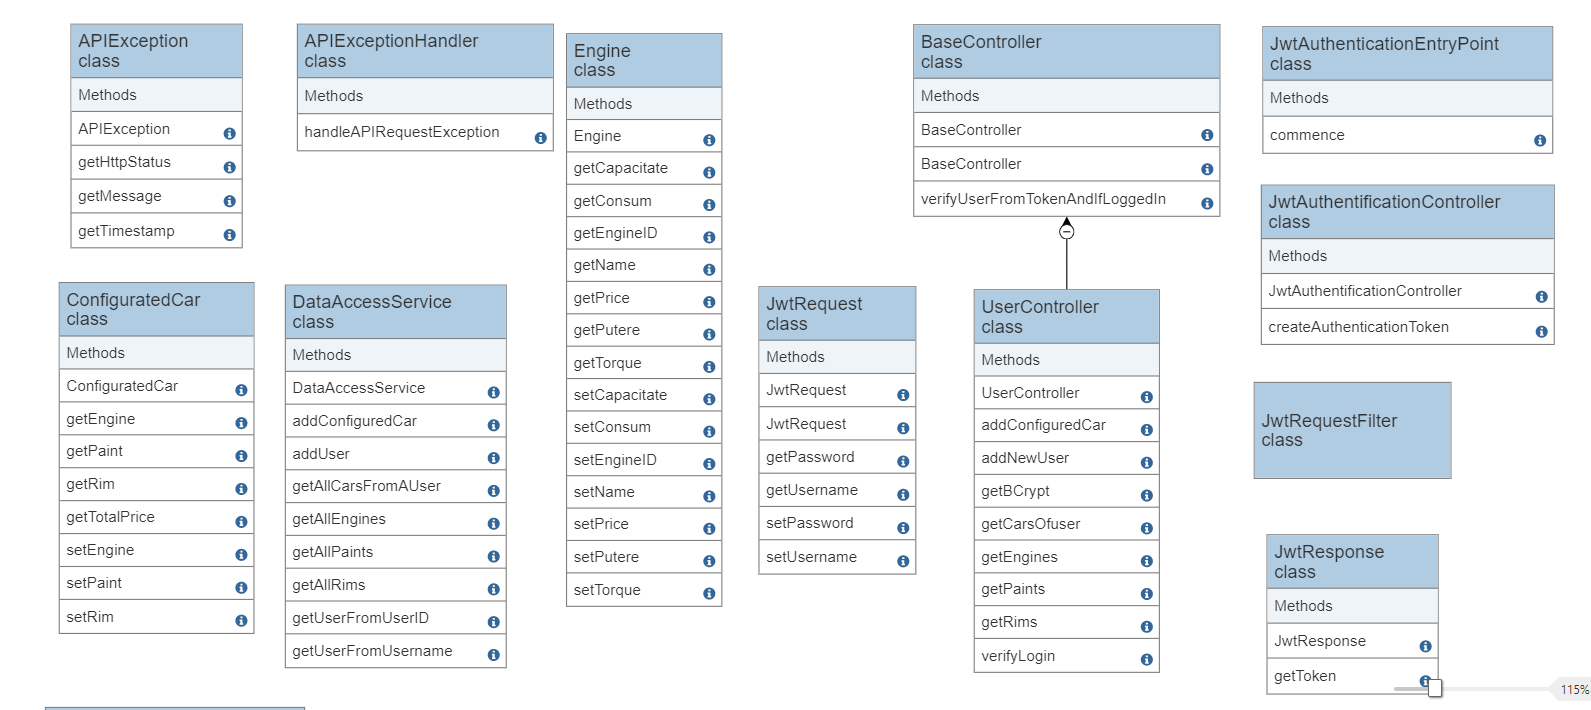 APIException
class
Methods
APIException
getHttpStatus
getMessage
getTimestamp
APIExceptionHandler
class
Methods
handleAPIRequestException
Engine
class
Methods
Engine
getCapacitate
getConsum
getEngineID
getName
getPrice
getPutere
getTorque
setCapacitate
setConsum
setEngineID
setName
setPrice
setPutere
setTorque
BaseController
class
Methods
BaseController
BaseController
verifyUserFromTokenAndIfLoggedIn
JwtAuthenticationEntryPoint
class
Methods
commence
JwtAuthentificationController
class
Methods
JwtAuthentificationController
createAuthenticationToken
ConfiguratedCar
class
Methods
ConfiguratedCar
getEngine
getPaint
getRim
getTotalPrice
setEngine
setPaint
setRim
DataAccessService
class
Methods
DataAccessService
addConfiguredCar
addUser
getAllCarsFromAUser
getAllEngines
getAllPaints
getAllRims
getUserFromUserID
getUserFromUsername
JwtRequest
class
Methods
JwtRequest
JwtRequest
getPassword
getUsername
setPassword
setUsername
UserController
class
Methods
UserController
addConfiguredCar
addNewUser
getBCrypt
getCarsOfuser
getEngines
getPaints
getRims
verifyLogin
JwtRequestFilter
class
JwtResponse
class
Methods
JwtResponse
getToken
115%